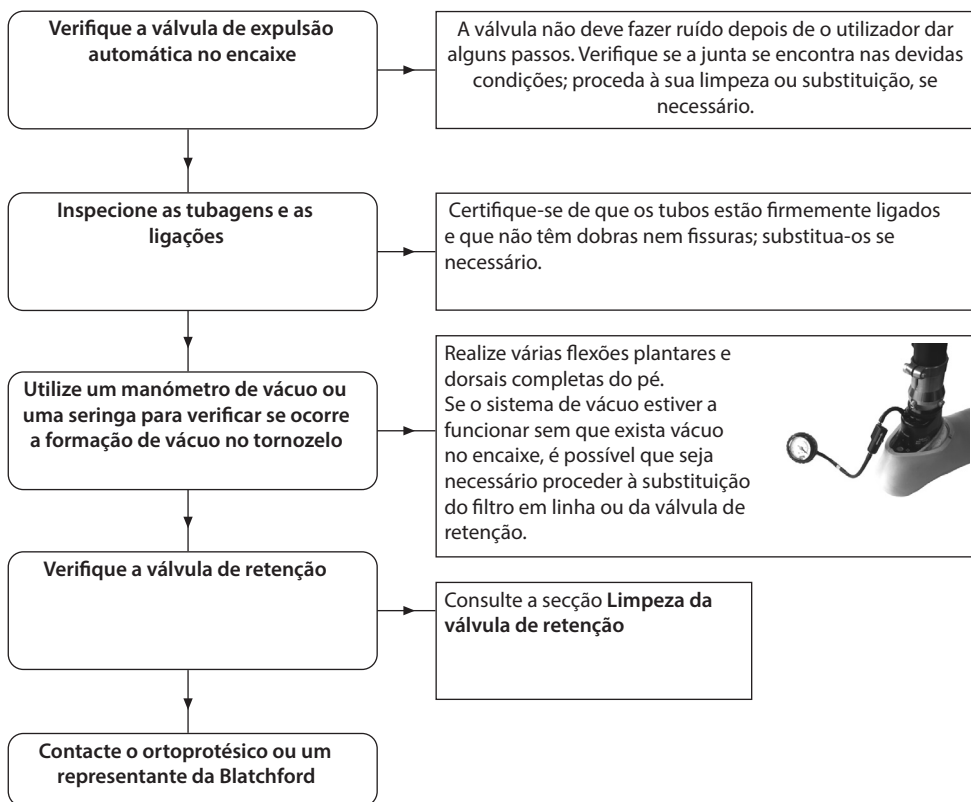 Verifique a válvula de expulsão
automática no encaixe
A válvula não deve fazer ruído depois de o utilizador dar
alguns passos. Verifique se a junta se encontra nas devidas
condições; proceda à sua limpeza ou substituição, se
necessário.
Inspecione as tubagens e as
ligações
Certifique-se de que os tubos estão firmemente ligados
e que não têm dobras nem fissuras; substitua-os se
necessário.
Utilize um manómetro de vácuo ou
uma seringa para verificar se ocorre
a formação de vácuo no tornozelo
Realize várias flexões plantares e
dorsais completas do pé.
Se o sistema de vácuo estiver a
funcionar sem que exista vácuo
no encaixe, é possível que seja
necessário proceder à substituição
do filtro em linha ou da válvula de
retenção.
Verifique a válvula de retenção
Consulte a secção Limpeza da
válvula de retenção
Contacte o ortoprotésico ou um
representante da Blatchford